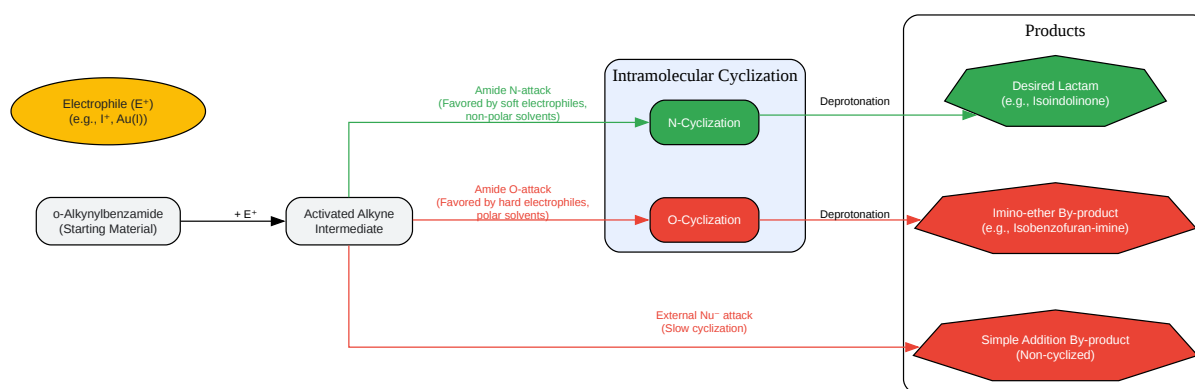 Products
Intramolecular Cyclization
Electrophile (E⁺)
(e.g., I⁺, Au(I))
Amide N-attack
(Favored by soft electrophiles,
non-polar solvents)
N-Cyclization
Deprotonation
Desired Lactam
(e.g., Isoindolinone)
o-Alkynylbenzamide
(Starting Material)
+ E⁺
Activated Alkyne
Intermediate
Amide O-attack
(Favored by hard electrophiles,
polar solvents)
O-Cyclization
Deprotonation
Imino-ether By-product
(e.g., Isobenzofuran-imine)
External Nu⁻ attack
(Slow cyclization)
Simple Addition By-product
(Non-cyclized)